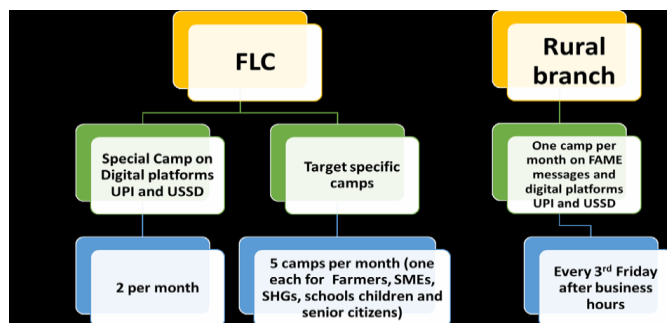 FLC
Special Camp on
Digital platforms
UPI and USSD
Target specific
camps
2 per month
5 camps per month (one
each for Farmers, SMEs,
SHGs, schools children and
senior citizens)
Rural
branch
One camp per
month on FAME
messages and
digital platforms
UPI and USSD
Every 3rd Friday
after business
hours